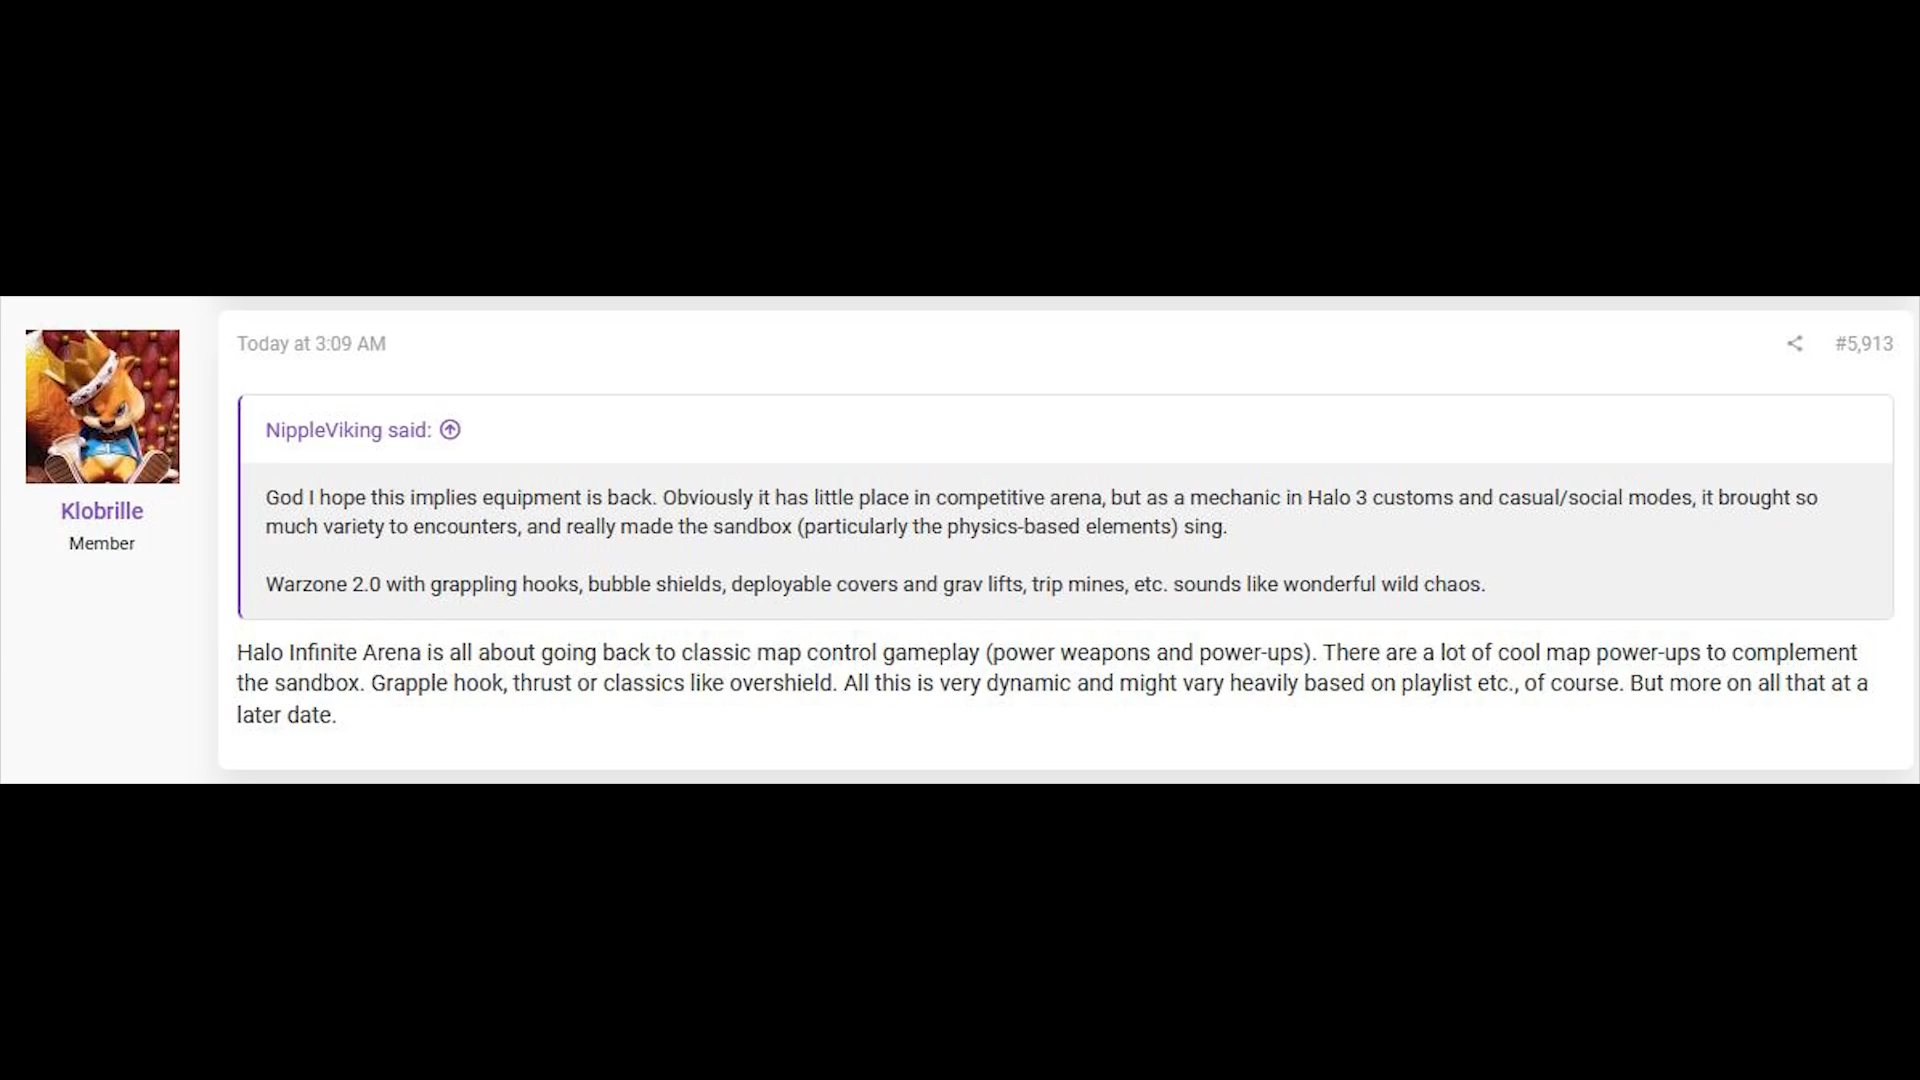 Today at 3:09 AM
#5,913
Klobrille
Member
NippleViking said:
God I hope this implies equipment is back. Obviously it has little place in competitive arena, but as a mechanic in Halo 3 customs and casual/social modes, it brought so
much variety to encounters, and really made the sandbox (particularly the physics-based elements) sing.
Warzone 2.0 with grappling hooks, bubble shields, deployable covers and grav lifts, trip mines, etc. sounds like wonderful wild chaos.
Halo Infinite Arena is all about going back to classic map control gameplay (power weapons and power-ups). There are a lot of cool map power-ups to complement
the sandbox. Grapple hook, thrust or classics like overshield. All this is very dynamic and might vary heavily based on playlist etc., of course. But more on all that at a
later date.